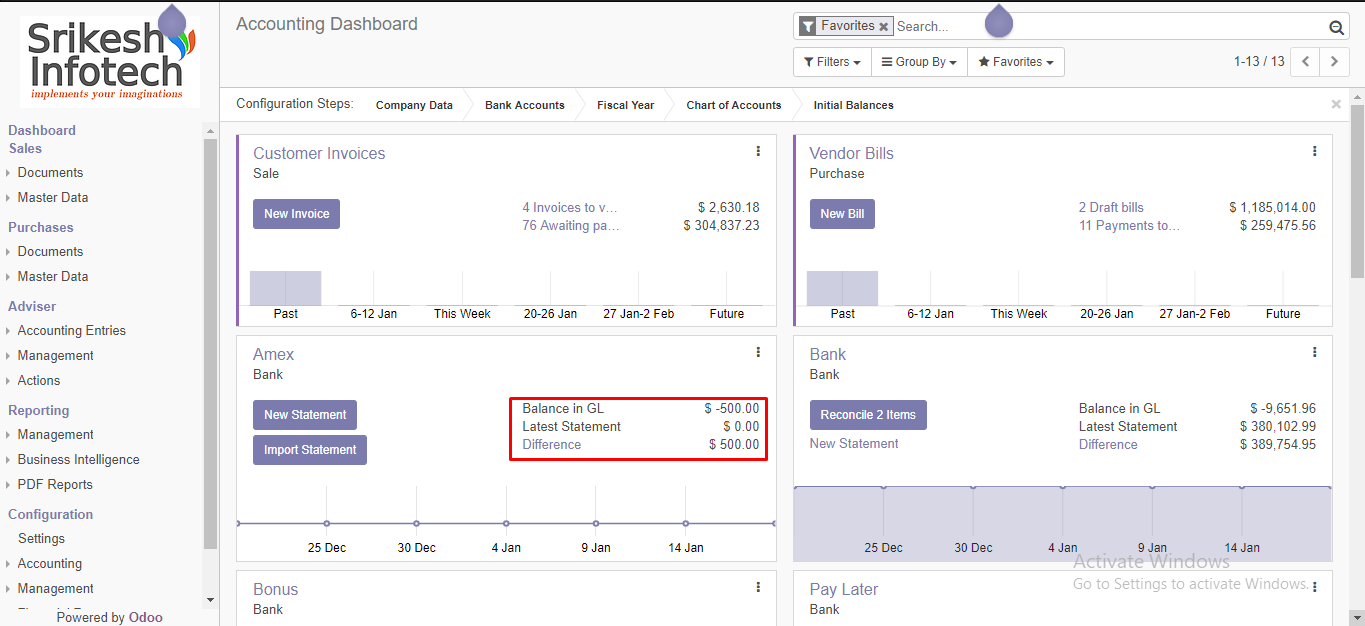 Srikesh
Infotech
implements your imaginations
Accounting Dashboard
Favorites
Search...
Filters
Group By
Favorites
1-13 / 13
Configuration Steps:
Company Data
Bank Accounts
Fiscal Year
Chart of Accounts
Initial Balances
Dashboard
Sales
Documents
Master Data
Purchases
Documents
Master Data
Adviser
Accounting Entries
Management
Actions
Reporting
Management
Business Intelligence
PDF Reports
Configuration
Settings
Accounting
Management
Powered by Odoo
Customer Invoices
Sale
New Invoice
4 Invoices to v... $ 2,630.18
76 Awaiting pa... $ 304,837.23
Past 6-12 Jan This Week 20-26 Jan 27 Jan-2 Feb Future
Vendor Bills
Purchase
New Bill
2 Draft bills $ 1,185,014.00
11 Payments to... $ 259,475.56
Past 6-12 Jan This Week 20-26 Jan 27 Jan-2 Feb Future
Amex
Bank
New Statement
Import Statement
Balance in GL $ -500.00
Latest Statement $ 0.00
Difference $ 500.00
25 Dec 30 Dec 4 Jan 9 Jan 14 Jan
Bank
Bank
Reconcile 2 Items
New Statement
Balance in GL $ -9,651.96
Latest Statement $ 380,102.99
Difference $ 389,754.95
25 Dec 30 Dec 4 Jan 9 Jan 14 Jan
Bonus
Bank
Pay Later
Bank
Activate Windows
Go to Settings to activate Windows.